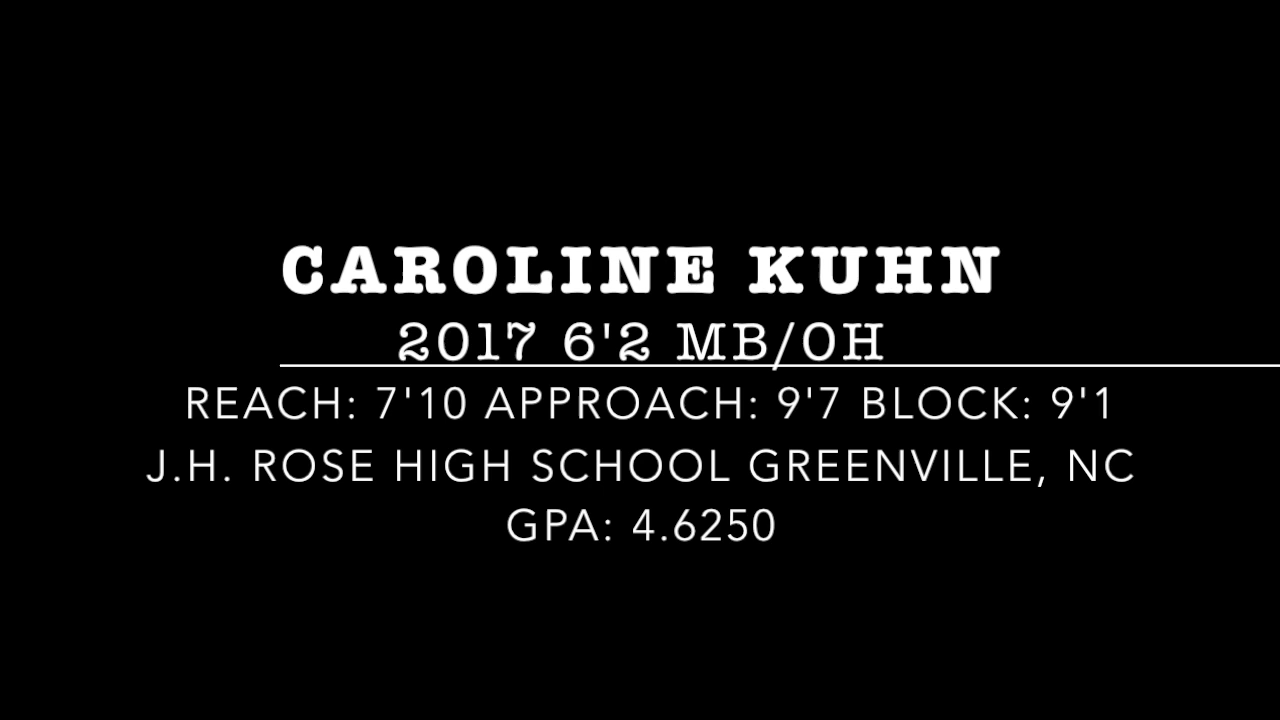 CAROLINE KUHN
2017 6'2 MB/OH
REACH: 7'10 APPROACH: 9'7 BLOCK: 9'1
J.H. ROSE HIGH SCHOOL GREENVILLE, NC
GPA: 4.6250